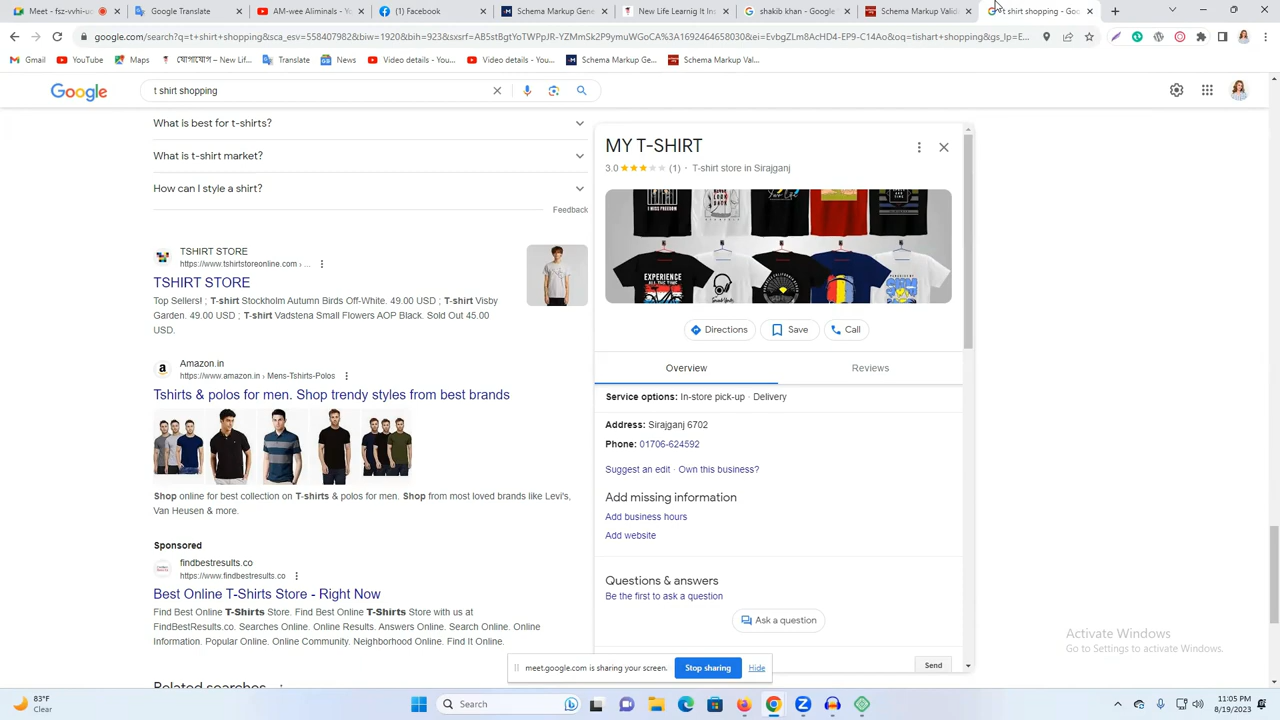 Meet - fsz-vwhi-uc
Google Translate
AM-wee Aliminals - Yo
(1) Facebook
Schema Markup Gene
New Life Learnig It Ins
shakib khan - Google S
Schema Markup Valid
t shirt shopping - Goo
google.com/search?q=t+shirt+shopping&sca_esv=558407982&biw=1920&bih=923&sxsrf=AB5stBgtYoTWPpJR-YZMmSk2P9ymuWGoCA%3A1692464658030&ei=EvbgZLm8AcHD4-EP9-C14Ao&oq=tishart+shopping&gs_lp=E...
Gmail
YouTube
Maps
যোগাযোগ – New Life...
Translate
News
Video details - You...
Video details - You...
Schema Markup Ge...
Schema Markup Val...
Google
t shirt shopping
What is best for t-shirts?
What is t-shirt market?
How can I style a shirt?
Feedback
TSHIRT STORE
https://www.tshirtstoreonline.com › ...
TSHIRT STORE
Top Sellers! ; T-shirt Stockholm Autumn Birds Off-White. 49.00 USD ; T-shirt Visby
Garden. 49.00 USD ; T-shirt Vadstena Small Flowers AOP Black. Sold Out 45.00
USD.
Amazon.in
https://www.amazon.in › Mens-Tshirts-Polos
Tshirts & polos for men. Shop trendy styles from best brands
Shop online for best collection on T-shirts & polos for men. Shop from most loved brands like Levi's,
Van Heusen & more.
Sponsored
findbestresults.co
https://www.findbestresults.co
Best Online T-Shirts Store - Right Now
Find Best Online T-Shirts Store. Find Best Online T-Shirts Store with us at
FindBestResults.co. Searches Online. Online Results. Answers Online. Search Online. Online
Information. Popular Online. Online Community. Neighborhood Online. Find It Online.
Related searches
MY T-SHIRT
3.0 (1) · T-shirt store in Sirajganj
I MISS FREEDOM
EXPERIENCE
ALL THE TIME
Directions
Save
Call
Overview
Reviews
Service options: In-store pick-up · Delivery
Address: Sirajganj 6702
Phone: 01706-624592
Suggest an edit · Own this business?
Add missing information
Add business hours
Add website
Questions & answers
Be the first to ask a question
Ask a question
Send
meet.google.com is sharing your screen.
Stop sharing
Hide
Activate Windows
Go to Settings to activate Windows.
83°F
Clear
Search
11:05 PM
8/19/2023